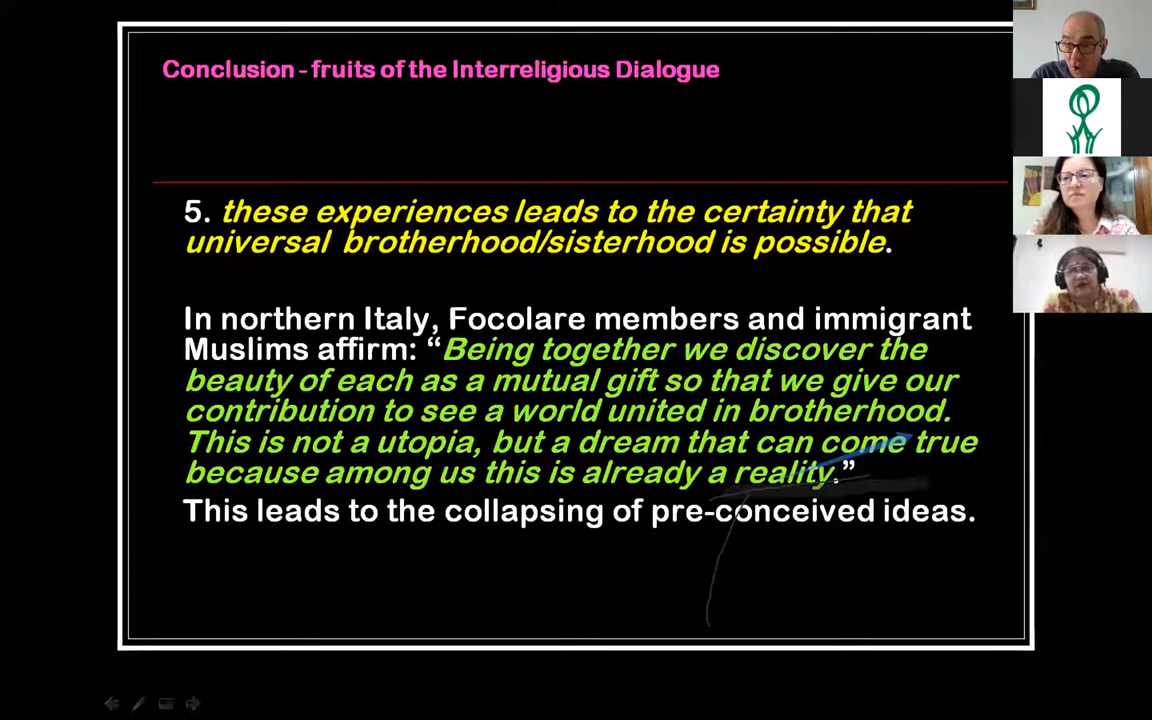 Conclusion - fruits of the Interreligious Dialogue
5. these experiences leads to the certainty that
universal brotherhood/sisterhood is possible.
In northern Italy, Focolare members and immigrant
Muslims affirm: “Being together we discover the
beauty of each as a mutual gift so that we give our
contribution to see a world united in brotherhood.
This is not a utopia, but a dream that can come true
because among us this is already a reality.”
This leads to the collapsing of pre-conceived ideas.